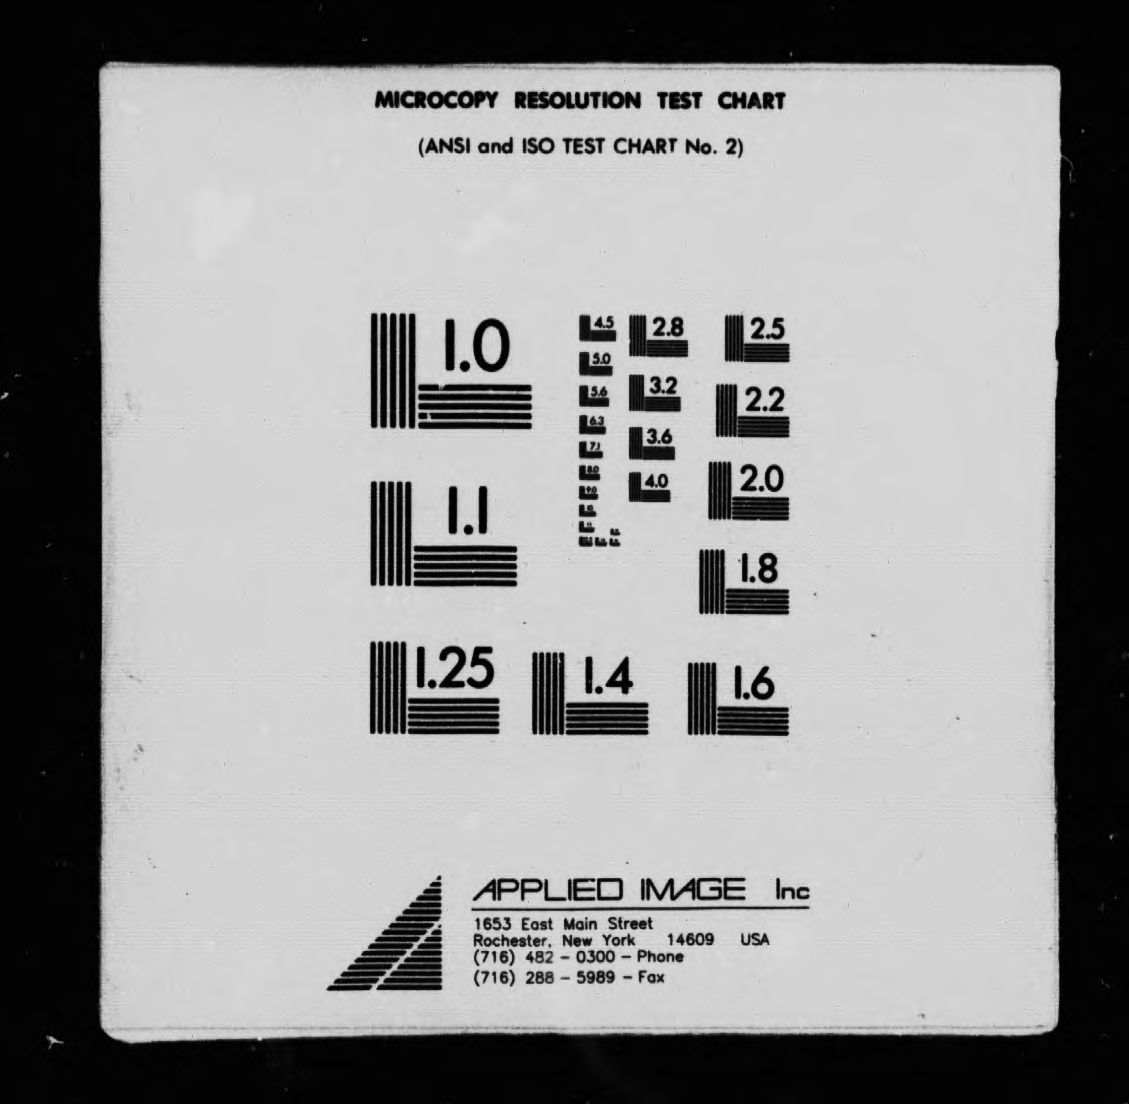 MICROCOPY RESOLUTION TEST CHART
(ANSI and ISO TEST CHART No. 2)
1.0
1.1
1.25
1.4
1.6
1.8
2.0
2.2
2.5
2.8
3.2
3.6
4.0
4.5
5.0
5.6
6.3
7.1
8.0
9.0
APPLIED IMAGE Inc
1653 East Main Street
Rochester, New York 14609 USA
(716) 482 - 0300 - Phone
(716) 288 - 5989 - Fax